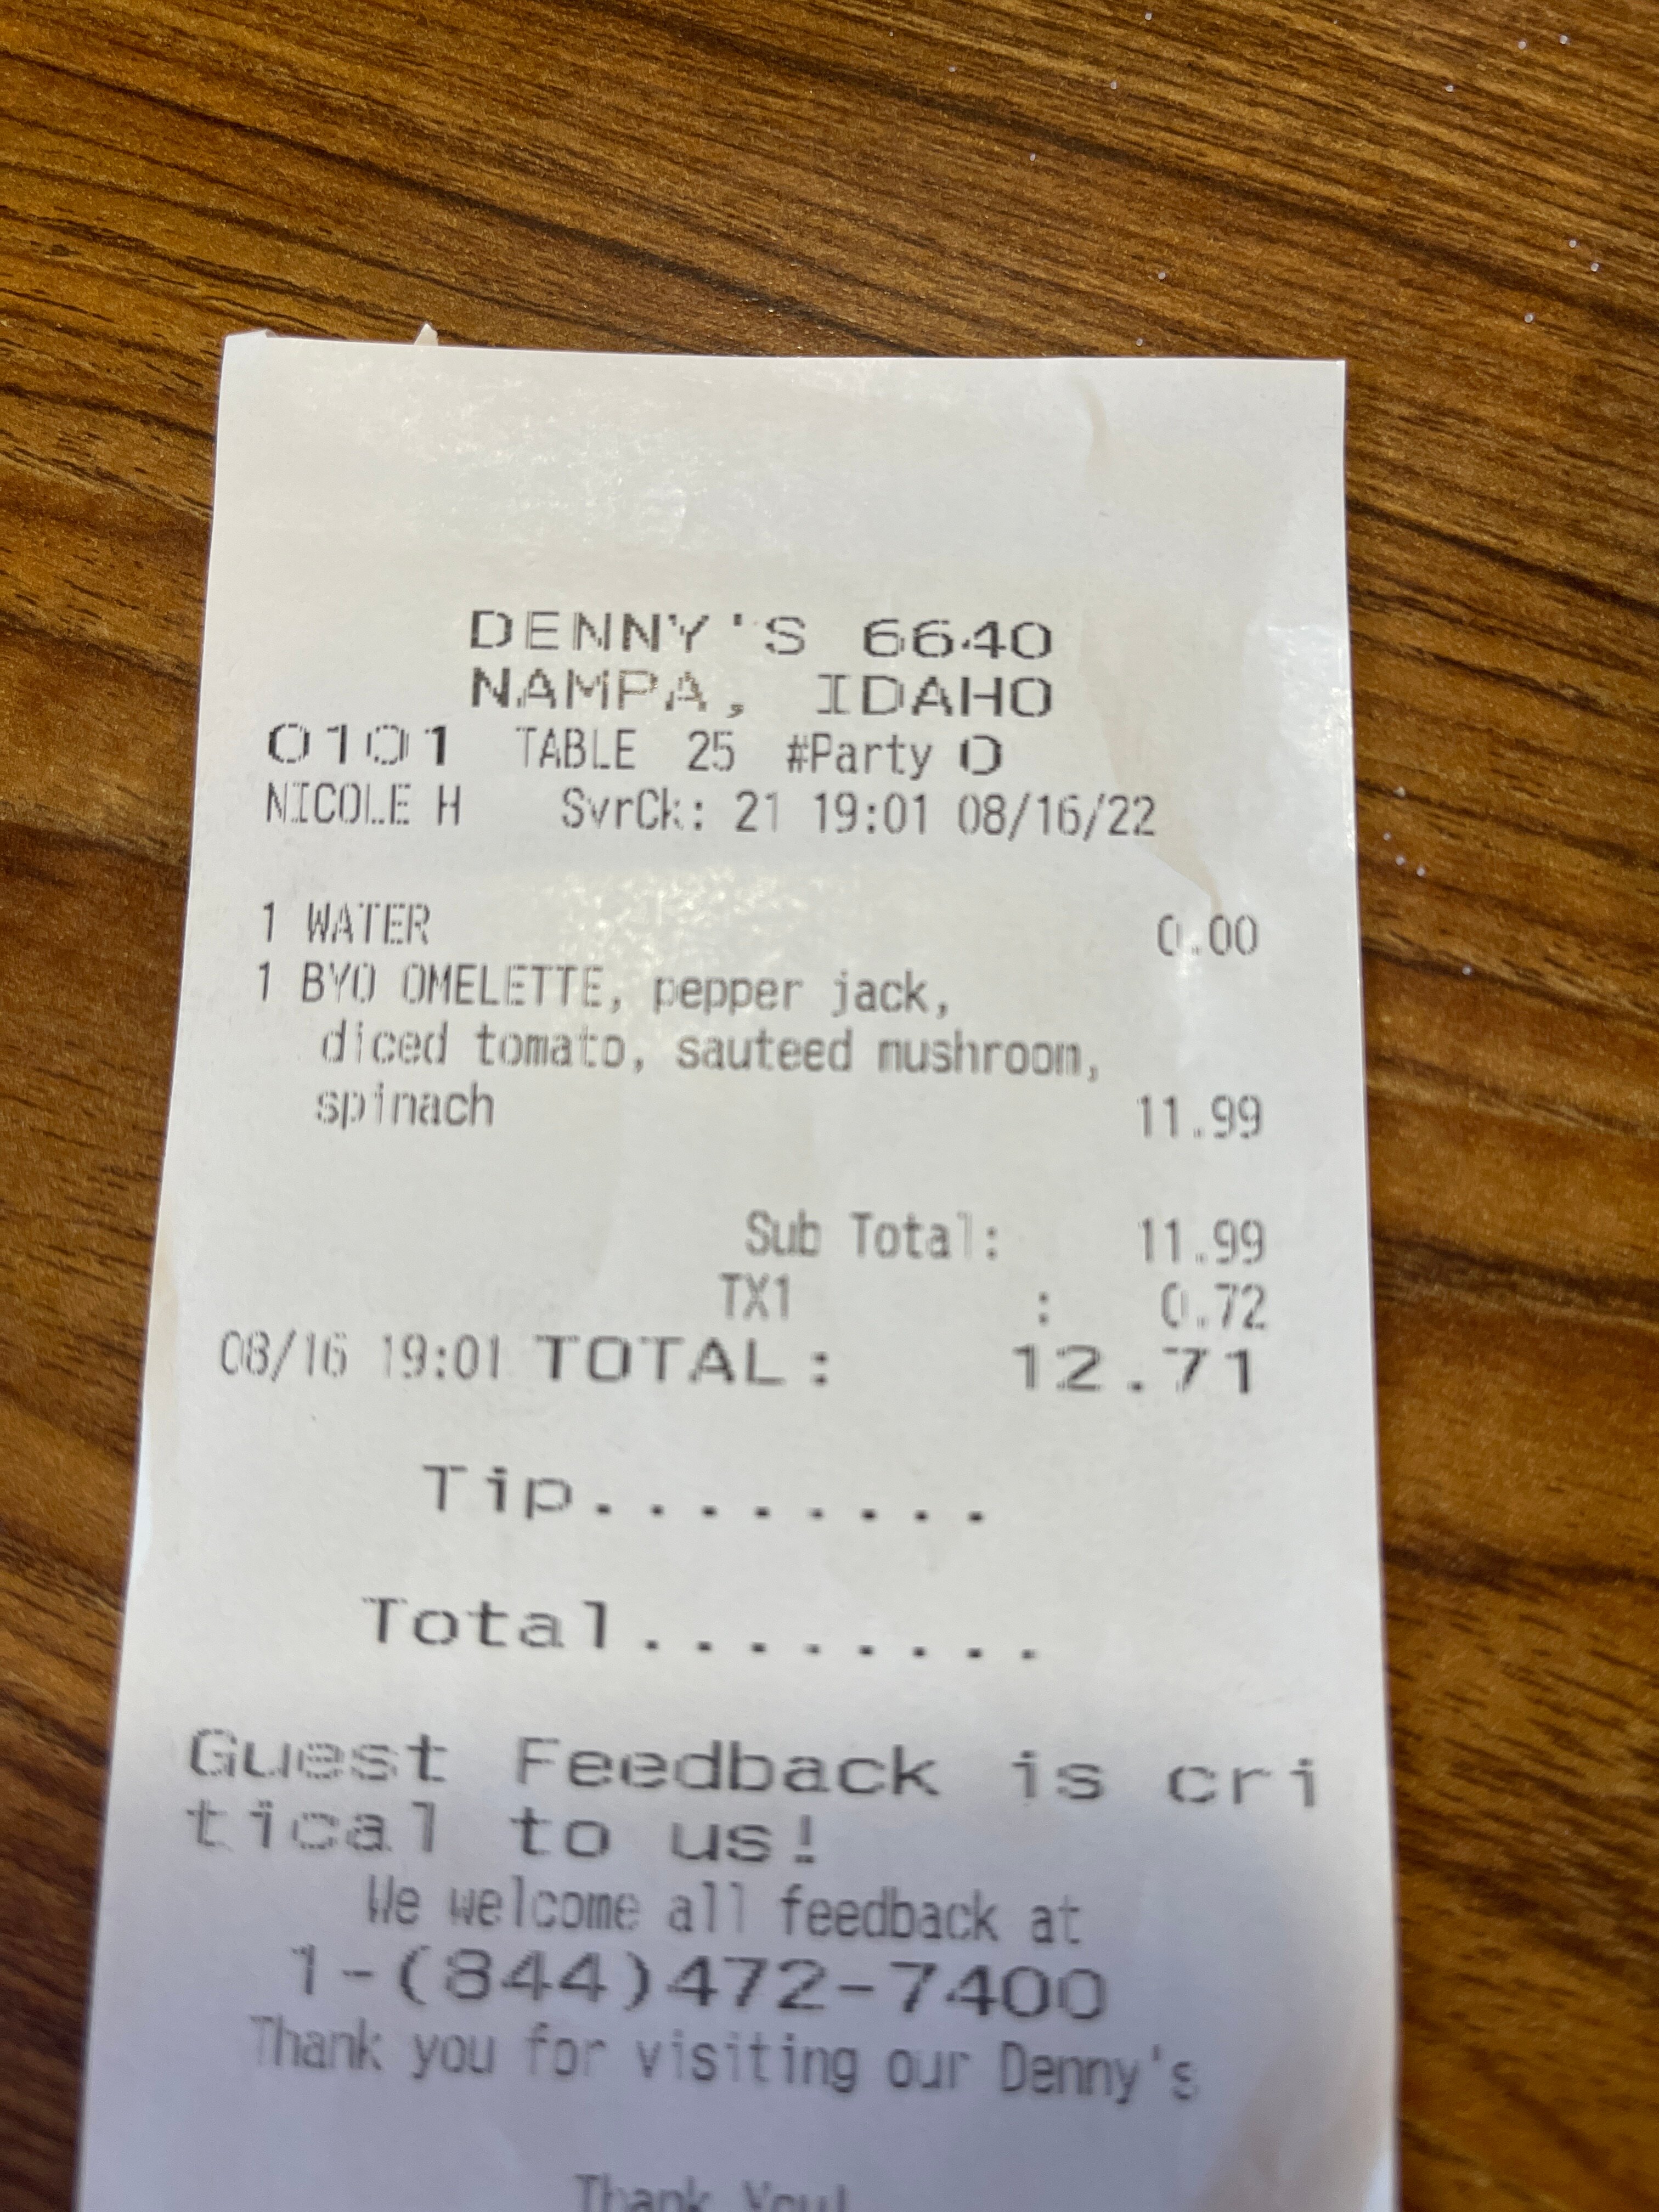 DENNY'S 6640
NAMPA, IDAHO
0101 TABLE 25 #Party 0
NICOLE H SvrCk: 21 19:01 08/16/22
1 WATER 0.00
1 BYO OMELETTE, pepper jack,
diced tomato, sauteed mushroom,
spinach 11.99
Sub Total: 11.99
TX1 : 0.72
08/16 19:01 TOTAL: 12.71
Tip........
Total........
Guest Feedback is cri
tical to us!
We welcome all feedback at
1-(844)472-7400
Thank you for visiting our Denny's
Thank You!